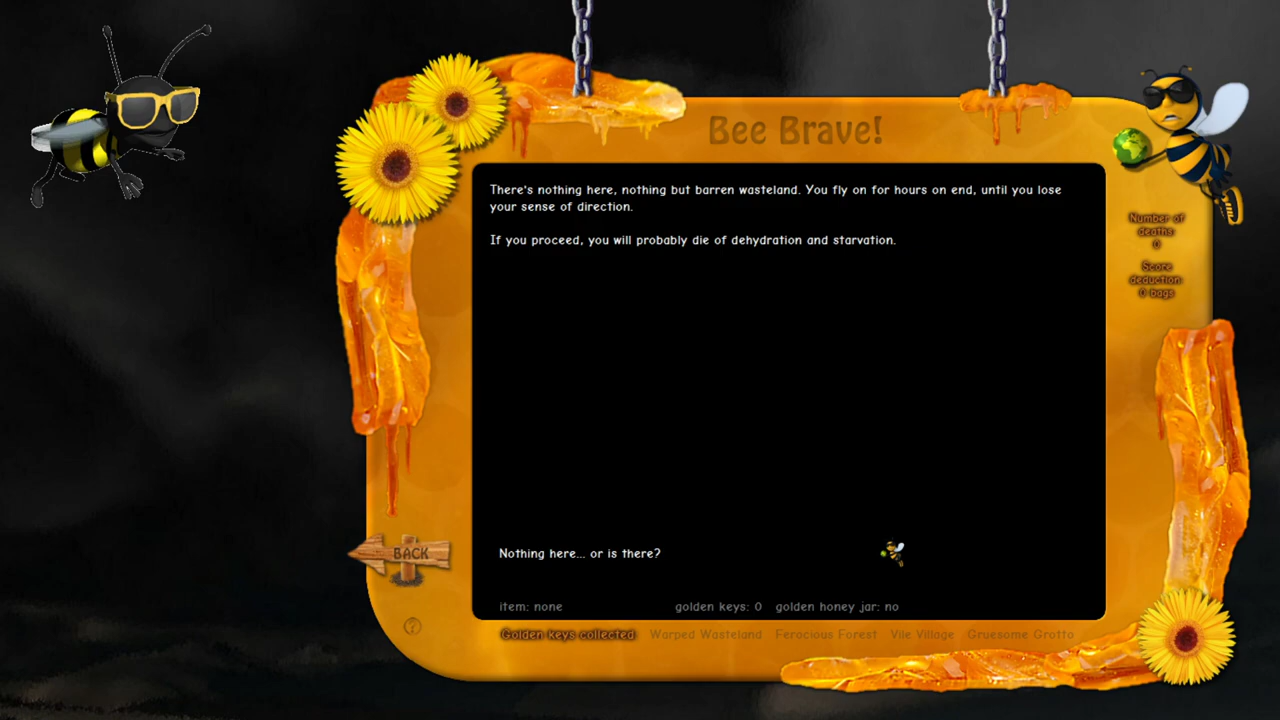 Bee Brave!
There's nothing here, nothing but barren wasteland. You fly on for hours on end, until you lose
your sense of direction.
If you proceed, you will probably die of dehydration and starvation.
Number of
deaths:
0
Score
deduction:
0 bags
Nothing here... or is there?
BACK
item: none golden keys: 0 golden honey jar: no
?
Golden keys collected Warped Wasteland Ferocious Forest Vile Village Gruesome Grotto